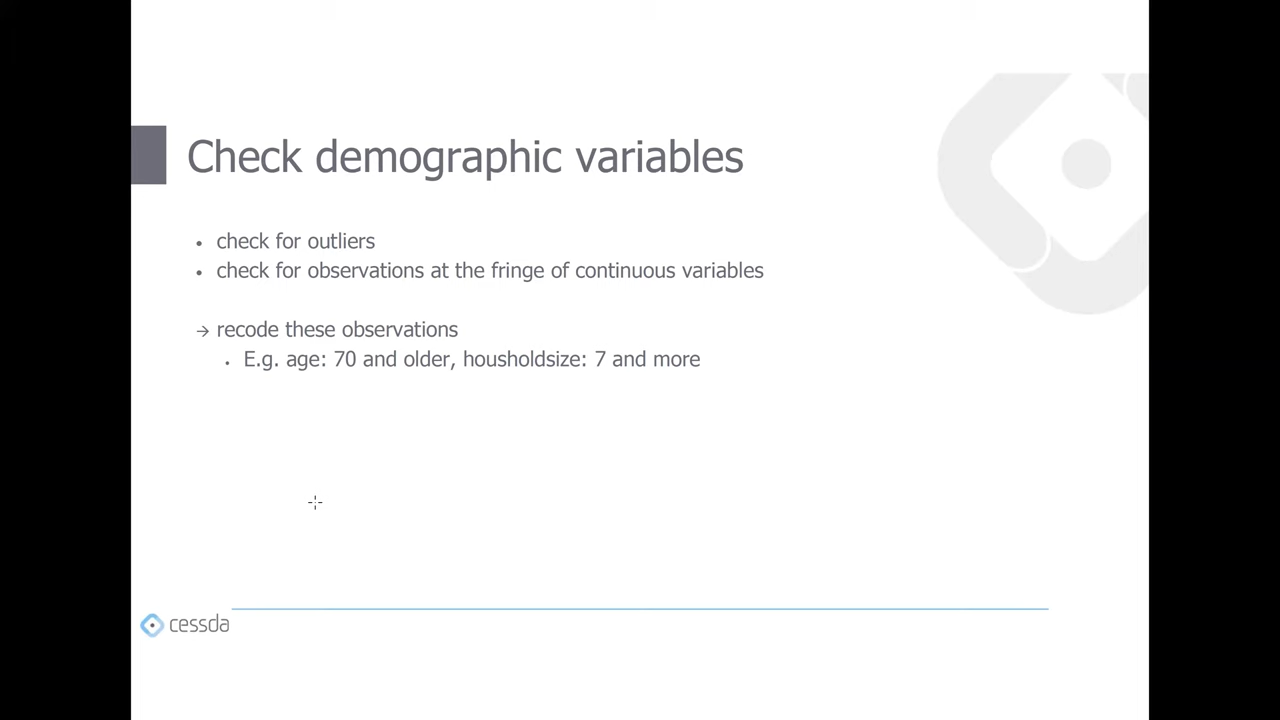 Check demographic variables
• check for outliers
• check for observations at the fringe of continuous variables
→ recode these observations
• E.g. age: 70 and older, housholdsize: 7 and more
cessda